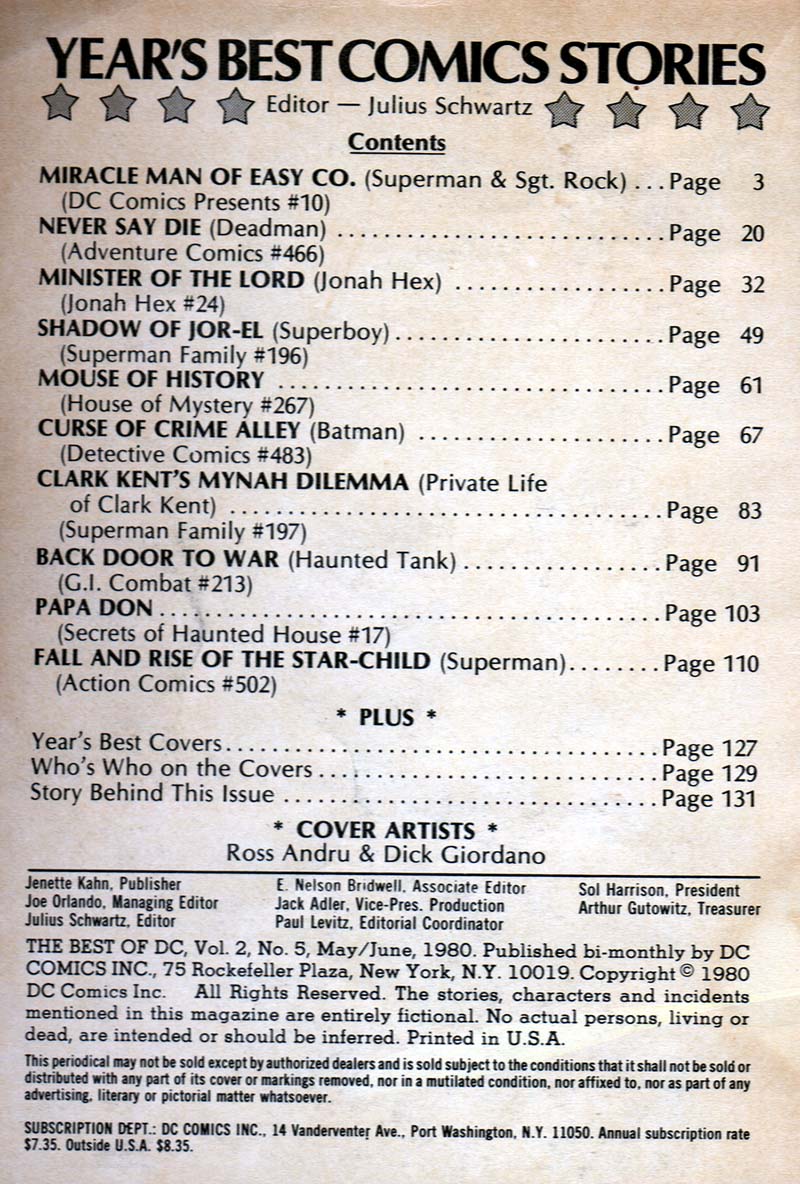 YEAR'S BEST COMICS STORIES
Editor — Julius Schwartz
Contents
MIRACLE MAN OF EASY CO. (Superman & Sgt. Rock) ... Page 3
(DC Comics Presents #10)
NEVER SAY DIE (Deadman) ......................... Page 20
(Adventure Comics #466)
MINISTER OF THE LORD (Jonah Hex) ................ Page 32
(Jonah Hex #24)
SHADOW OF JOR-EL (Superboy) ..................... Page 49
(Superman Family #196)
MOUSE OF HISTORY ............................. Page 61
(House of Mystery #267)
CURSE OF CRIME ALLEY (Batman) ................... Page 67
(Detective Comics #483)
CLARK KENT'S MYNAH DILEMMA (Private Life
of Clark Kent) ................................. Page 83
(Superman Family #197)
BACK DOOR TO WAR (Haunted Tank) ............... Page 91
(G.I. Combat #213)
PAPA DON ...................................... Page 103
(Secrets of Haunted House #17)
FALL AND RISE OF THE STAR-CHILD (Superman) ........ Page 110
(Action Comics #502)
* PLUS *
Year's Best Covers ................................. Page 127
Who's Who on the Covers .......................... Page 129
Story Behind This Issue ............................. Page 131
* COVER ARTISTS *
Ross Andru & Dick Giordano
Jenette Kahn, Publisher
Joe Orlando, Managing Editor
Julius Schwartz, Editor
E. Nelson Bridwell, Associate Editor
Jack Adler, Vice-Pres. Production
Paul Levitz, Editorial Coordinator
Sol Harrison, President
Arthur Gutowitz, Treasurer
THE BEST OF DC, Vol. 2, No. 5, May/June, 1980. Published bi-monthly by DC
COMICS INC., 75 Rockefeller Plaza, New York, N.Y. 10019. Copyright © 1980
DC Comics Inc. All Rights Reserved. The stories, characters and incidents
mentioned in this magazine are entirely fictional. No actual persons, living or
dead, are intended or should be inferred. Printed in U.S.A.
This periodical may not be sold except by authorized dealers and is sold subject to the conditions that it shall not be sold or
distributed with any part of its cover or markings removed, nor in a mutilated condition, nor affixed to, nor as part of any
advertising, literary or pictorial matter whatsoever.
SUBSCRIPTION DEPT.: DC COMICS INC., 14 Vanderventer Ave., Port Washington, N.Y. 11050. Annual subscription rate
$7.35. Outside U.S.A. $8.35.